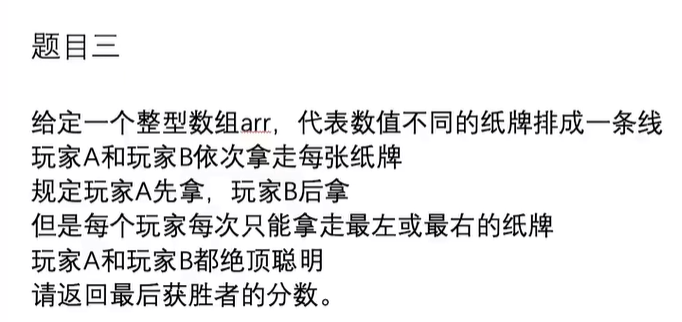 题目三
给定一个整型数组arr，代表数值不同的纸牌排成一条线
玩家A和玩家B依次拿走每张纸牌
规定玩家A先拿，玩家B后拿
但是每个玩家每次只能拿走最左或最右的纸牌
玩家A和玩家B都绝顶聪明
请返回最后获胜者的分数。